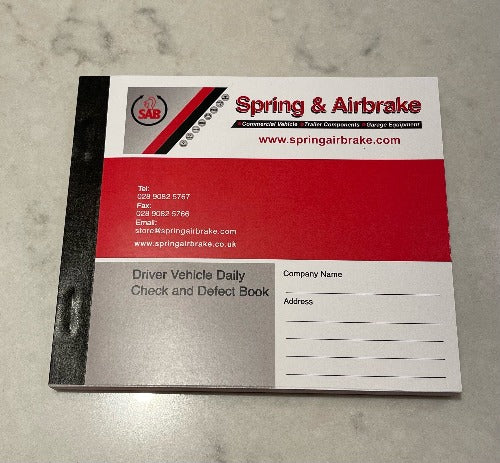 SAB
Spring & Airbrake
Commercial Vehicle Trailer Components Garage Equipment
www.springairbrake.com
Tel:
028 9082 5767
Fax:
028 9082 5766
Email:
store@springairbrake.com
www.springairbrake.co.uk
Driver Vehicle Daily
Check and Defect Book
Company Name
Address